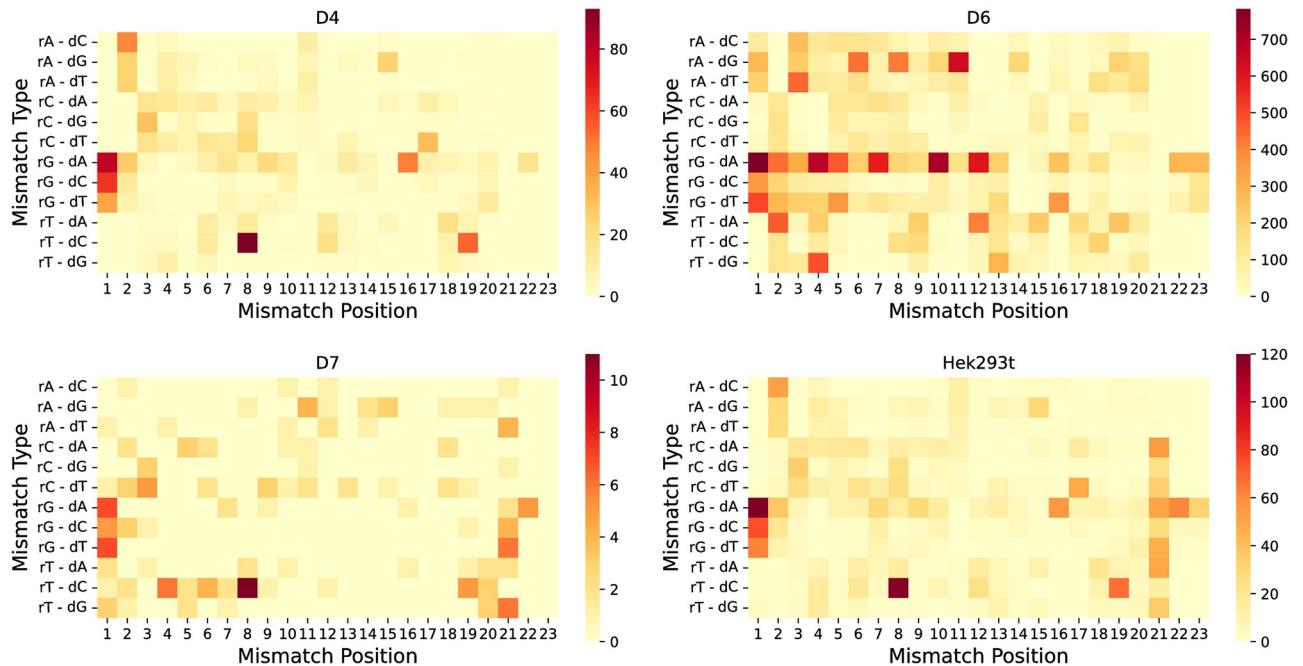 D4
Mismatch Type
rA - dC
rA - dG
rA - dT
rC - dA
rC - dG
rC - dT
rG - dA
rG - dC
rG - dT
rT - dA
rT - dC
rT - dG
1 2 3 4 5 6 7 8 9 10 11 12 13 14 15 16 17 18 19 20 21 22 23
Mismatch Position
80
60
40
20
0
D6
Mismatch Type
rA - dC
rA - dG
rA - dT
rC - dA
rC - dG
rC - dT
rG - dA
rG - dC
rG - dT
rT - dA
rT - dC
rT - dG
1 2 3 4 5 6 7 8 9 10 11 12 13 14 15 16 17 18 19 20 21 22 23
Mismatch Position
700
600
500
400
300
200
100
0
D7
Mismatch Type
rA - dC
rA - dG
rA - dT
rC - dA
rC - dG
rC - dT
rG - dA
rG - dC
rG - dT
rT - dA
rT - dC
rT - dG
1 2 3 4 5 6 7 8 9 10 11 12 13 14 15 16 17 18 19 20 21 22 23
Mismatch Position
10
8
6
4
2
0
Hek293t
Mismatch Type
rA - dC
rA - dG
rA - dT
rC - dA
rC - dG
rC - dT
rG - dA
rG - dC
rG - dT
rT - dA
rT - dC
rT - dG
1 2 3 4 5 6 7 8 9 10 11 12 13 14 15 16 17 18 19 20 21 22 23
Mismatch Position
120
100
80
60
40
20
0